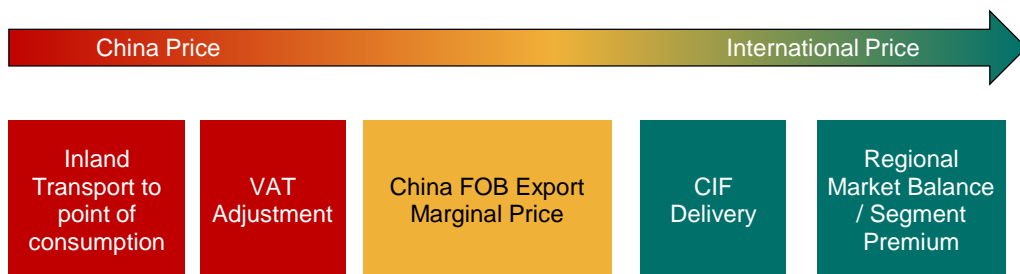 China Price
International Price
Inland
Transport to
point of
consumption
VAT
Adjustment
China FOB Export
Marginal Price
CIF
Delivery
Regional
Market Balance
/ Segment
Premium